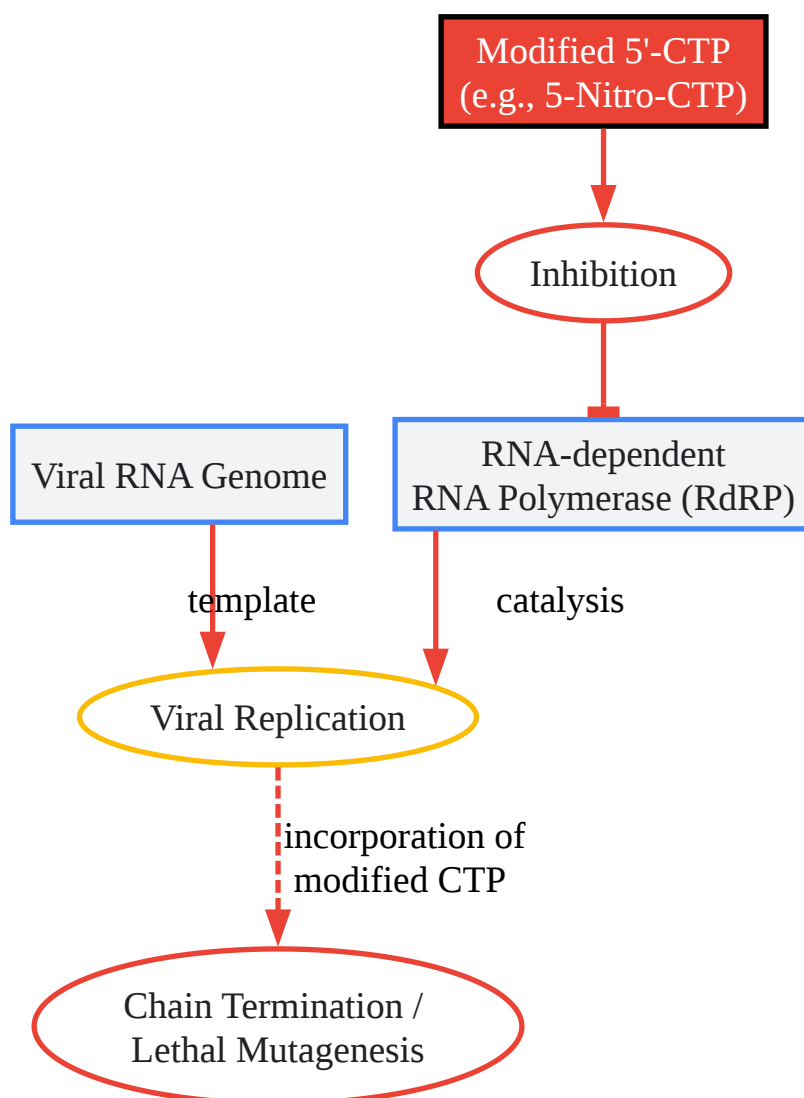 Modified 5'-CTP
(e.g., 5-Nitro-CTP)
Inhibition
Viral RNA Genome
RNA-dependent
RNA Polymerase (RdRP)
template
catalysis
Viral Replication
incorporation of
modified CTP
Chain Termination /
Lethal Mutagenesis